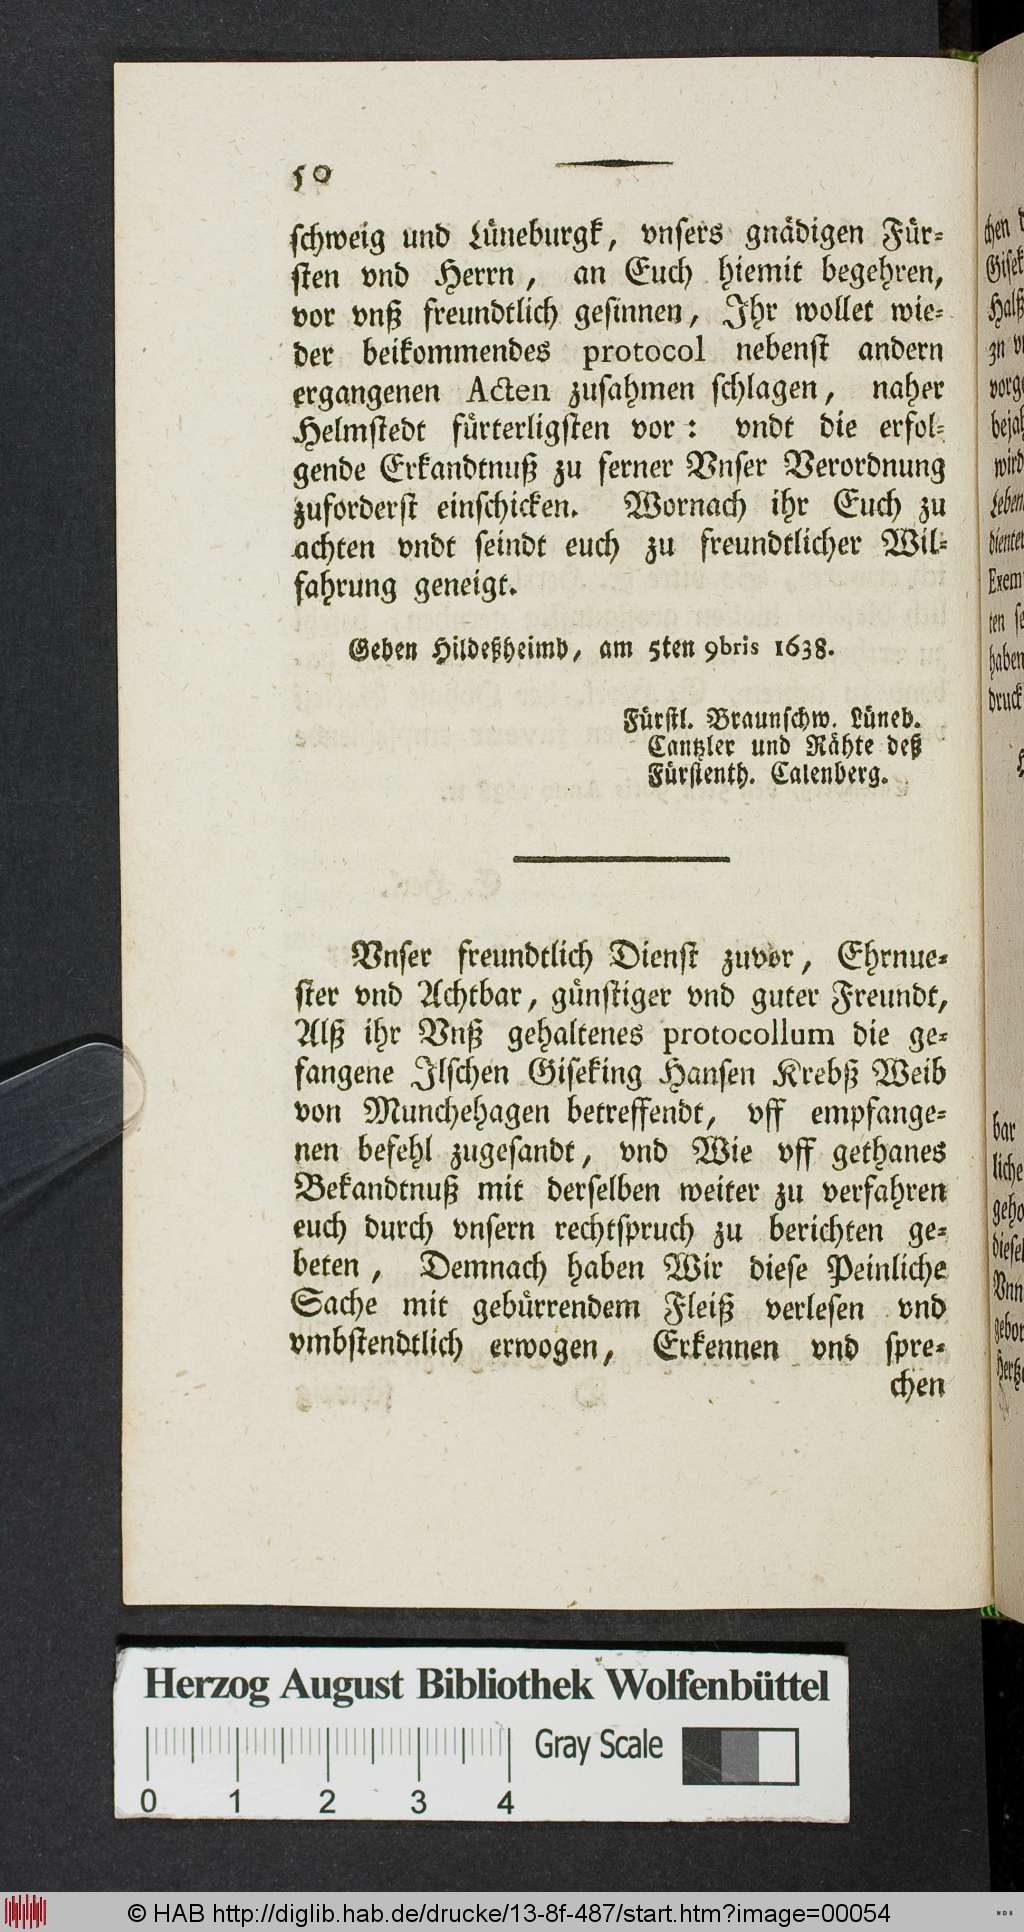 50
schweig und Lüneburgk, vnsers gnädigen Für-
sten vnd Herrn, an Euch hiemit begehren,
vor vnß freundtlich gesinnen, Ihr wollet wie-
der beikommendes protocol nebenst andern
ergangenen Acten zusahmen schlagen, naher
Helmstedt fürterligsten vor: vndt die erfol-
gende Erkandtnuß zu ferner Vnser Verordnung
zuforderst einschicken. Wornach ihr Euch zu
achten vndt seindt euch zu freundtlicher Wil-
fahrung geneigt.
Geben Hildeßheimb, am 5ten 9bris 1638.
Fürstl. Braunschw. Lüneb.
Cantzler und Rähte deß
Fürstenth. Calenberg.
Vnser freundtlich Dienst zuvor, Ehrnue-
ster vnd Achtbar, günstiger vnd guter Freundt,
Alß ihr Vnß gehaltenes protocollum die ge-
fangene Ilschen Giseking Hansen Krebß Weib
von Munchehagen betreffendt, vff empfange-
nen befehl zugesandt, vnd Wie vff gethanes
Bekandtnuß mit derselben weiter zu verfahren
euch durch vnsern rechtspruch zu berichten ge-
beten, Demnach haben Wir diese Peinliche
Sache mit gebürrendem Fleiß verlesen vnd
vmbstendtlich erwogen, Erkennen vnd spre-
chen
Herzog August Bibliothek Wolfenbüttel
Gray Scale
0 1 2 3 4
© HAB http://diglib.hab.de/drucke/13-8f-487/start.htm?image=00054